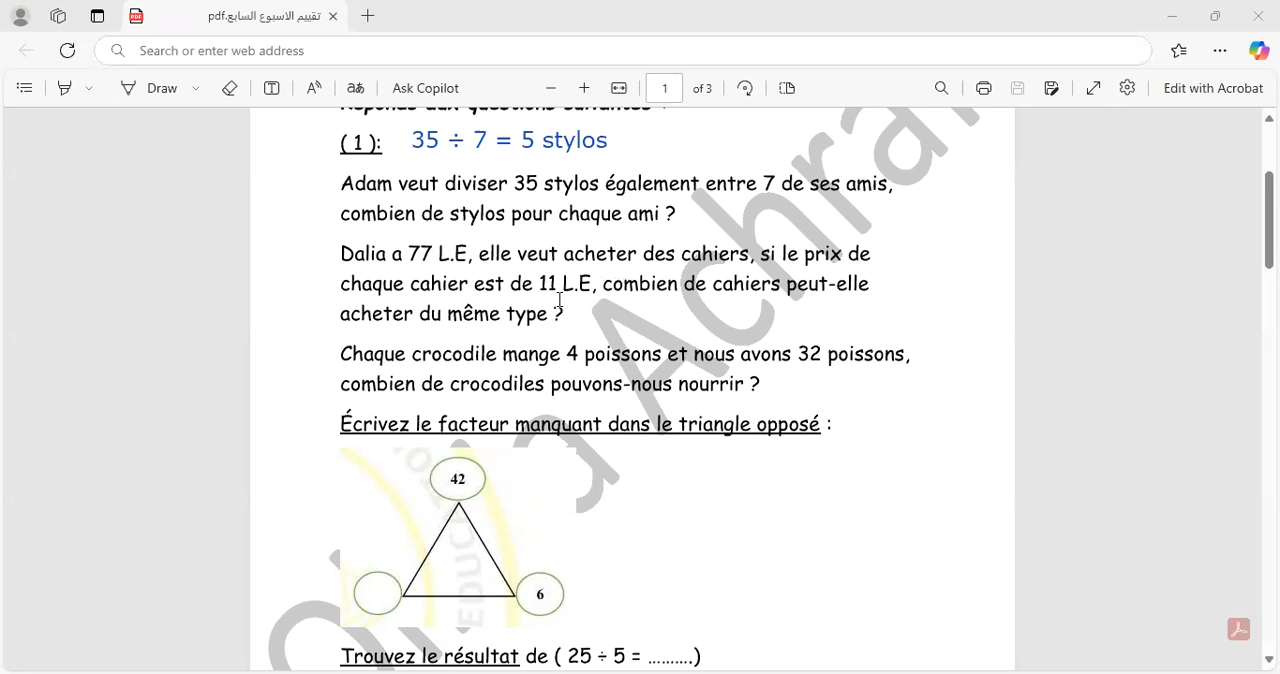 تقييم الاسبوع السابع.pdf
Search or enter web address
Draw
Ask Copilot
1 of 3
Edit with Acrobat
Réponds aux questions suivantes :
( 1 ): 35 ÷ 7 = 5 stylos
Adam veut diviser 35 stylos également entre 7 de ses amis,
combien de stylos pour chaque ami ?
Dalia a 77 L.E, elle veut acheter des cahiers, si le prix de
chaque cahier est de 11 L.E, combien de cahiers peut-elle
acheter du même type ?
Chaque crocodile mange 4 poissons et nous avons 32 poissons,
combien de crocodiles pouvons-nous nourrir ?
Écrivez le facteur manquant dans le triangle opposé :
42
6
Trouvez le résultat de ( 25 ÷ 5 = ..........)